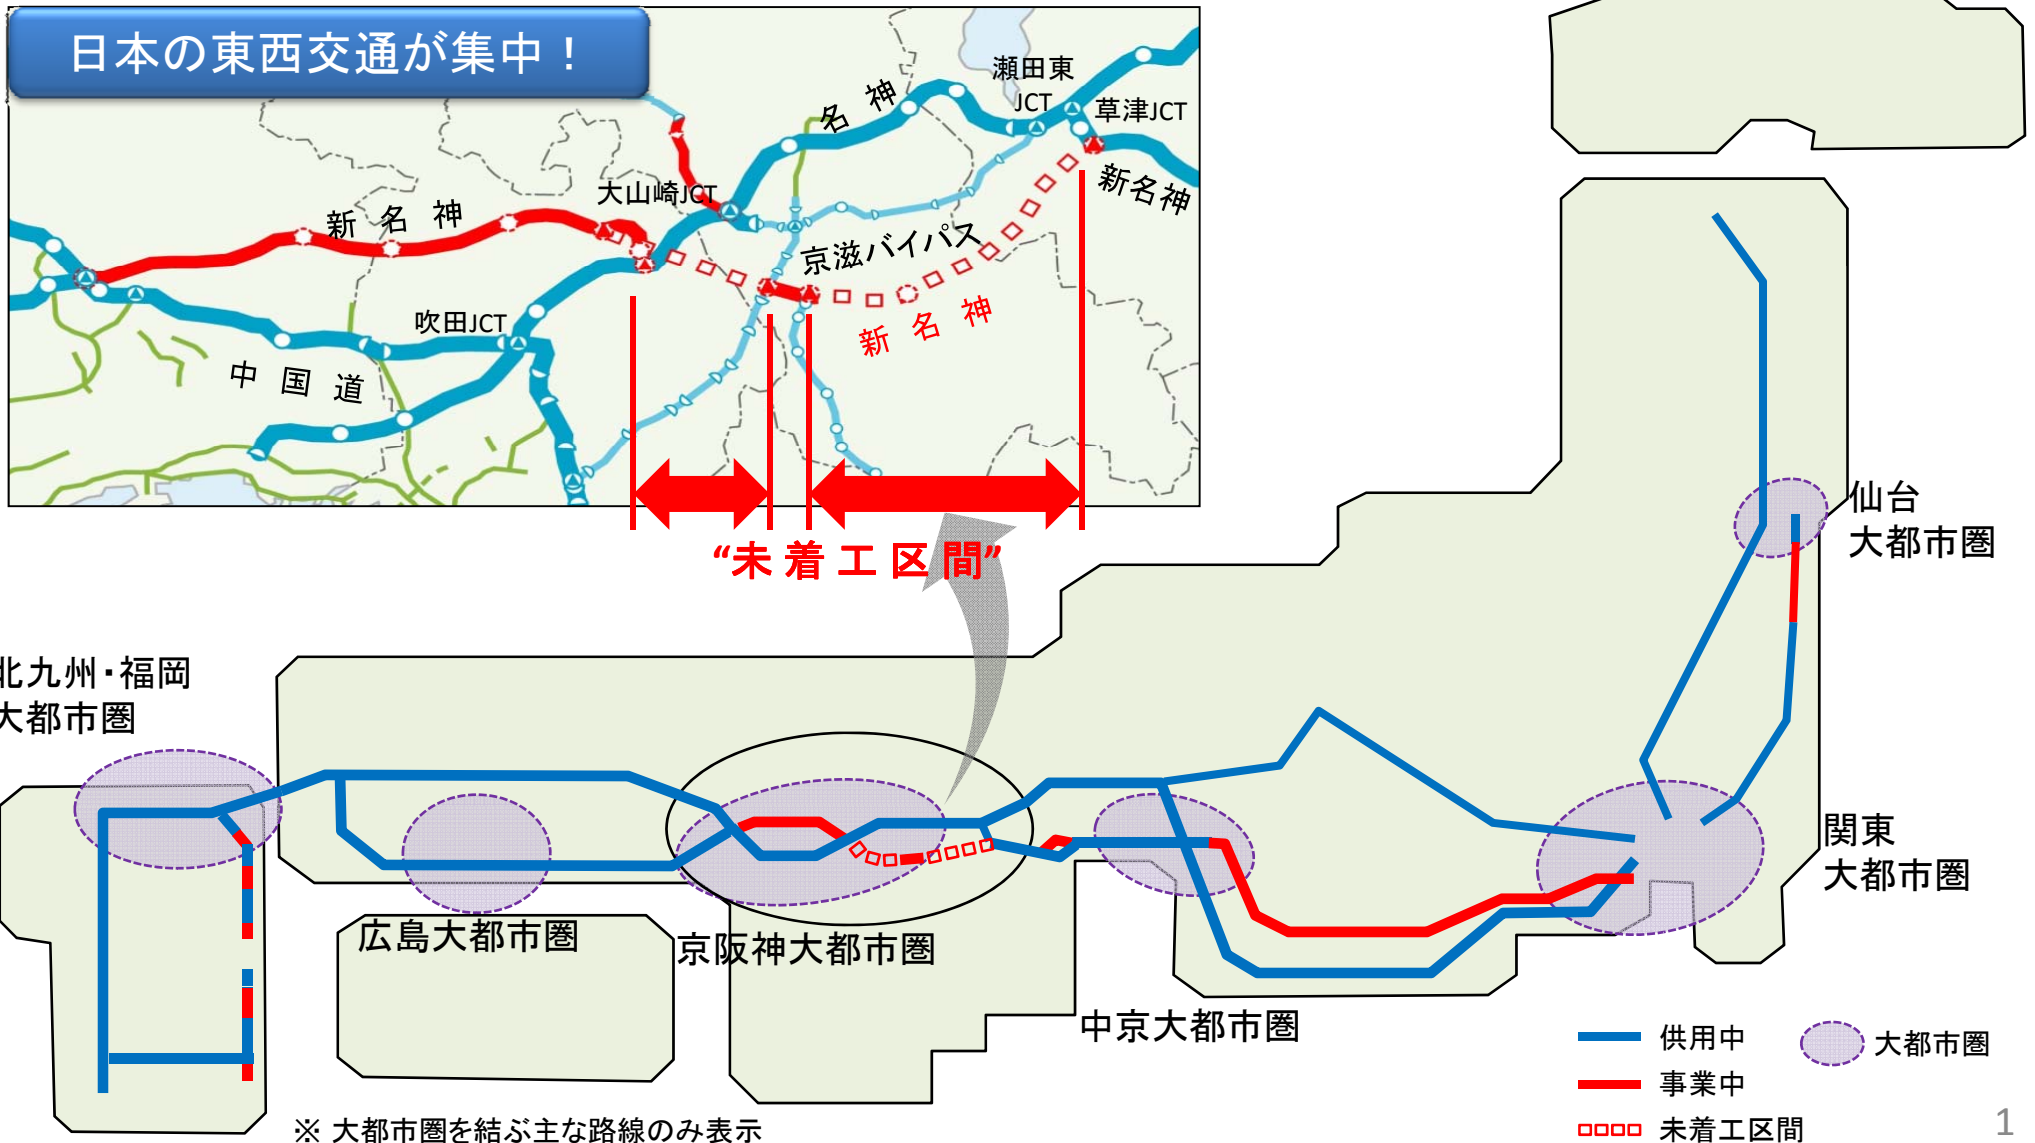 日本の東西交通が集中！
瀬田東
JCT
草津JCT
名神
新名神
大山崎JCT
新名神
京滋バイパス
吹田JCT
新名神
中国道
“未着工区間”
仙台
大都市圏
北九州・福岡
大都市圏
関東
大都市圏
広島大都市圏
京阪神大都市圏
中京大都市圏
供用中
大都市圏
事業中
未着工区間
※ 大都市圏を結ぶ主な路線のみ表示
1